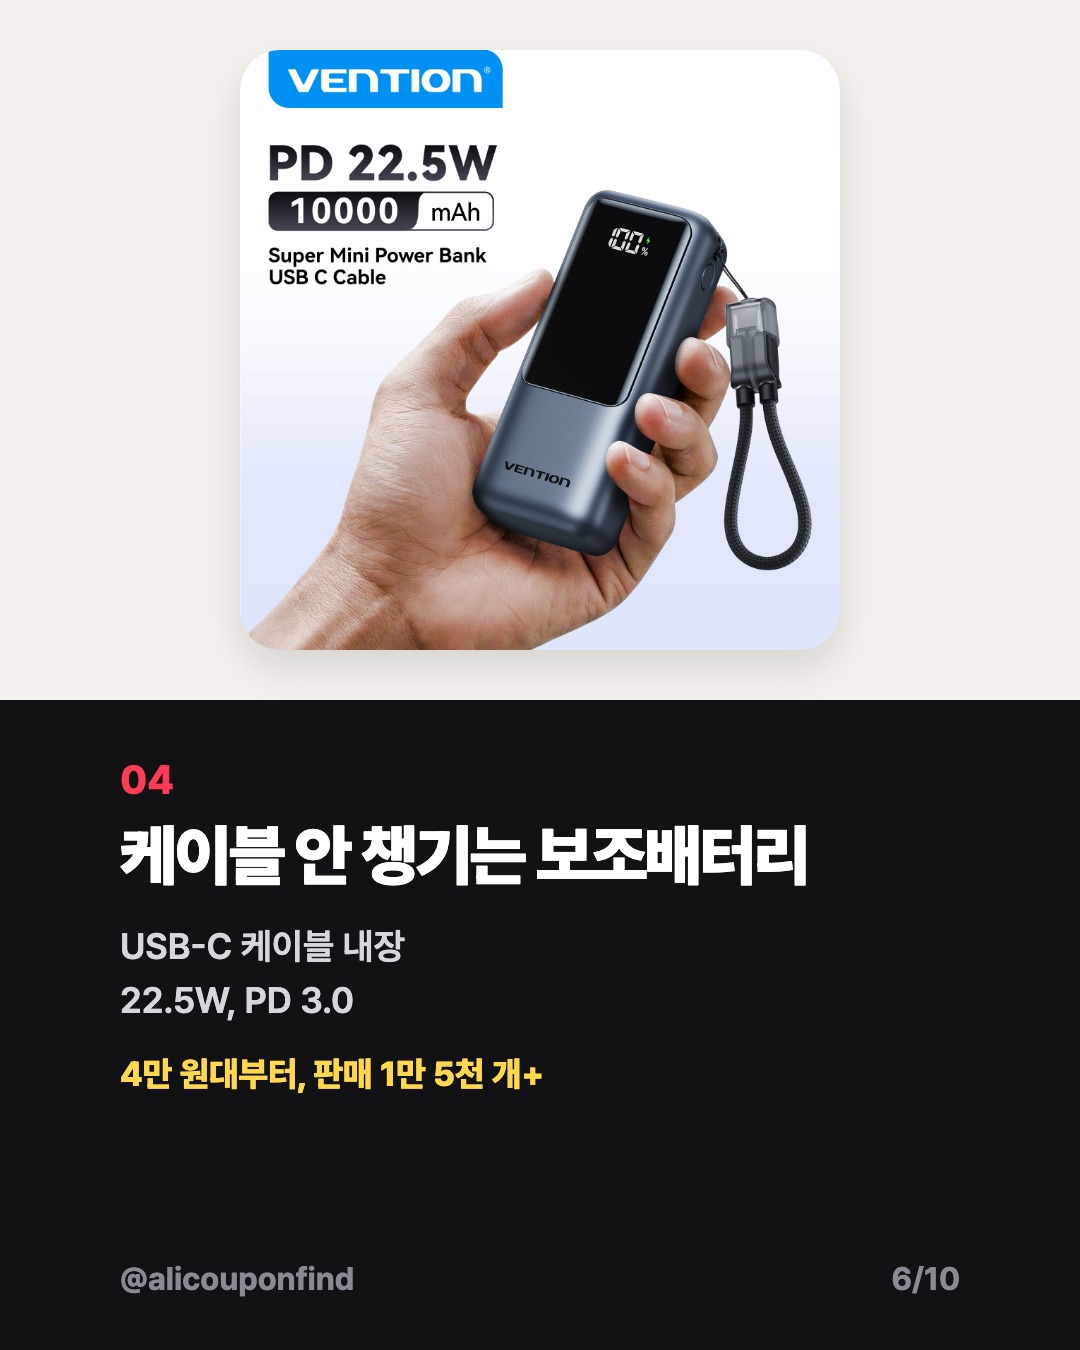 VENTION®
PD 22.5W
10000 mAh
Super Mini Power Bank
USB C Cable
100%
VENTION
04
케이블 안 챙기는 보조배터리
USB-C 케이블 내장
22.5W, PD 3.0
4만 원대부터, 판매 1만 5천 개+
@alicouponfind
6/10